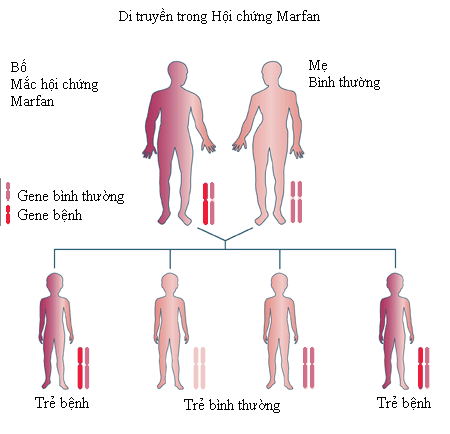 Di truyền trong Hội chứng Marfan
Bố
Mắc hội chứng
Marfan
Mẹ
Bình thường
Gene bình thường
Gene bệnh
Trẻ bệnh
Trẻ bình thường
Trẻ bệnh